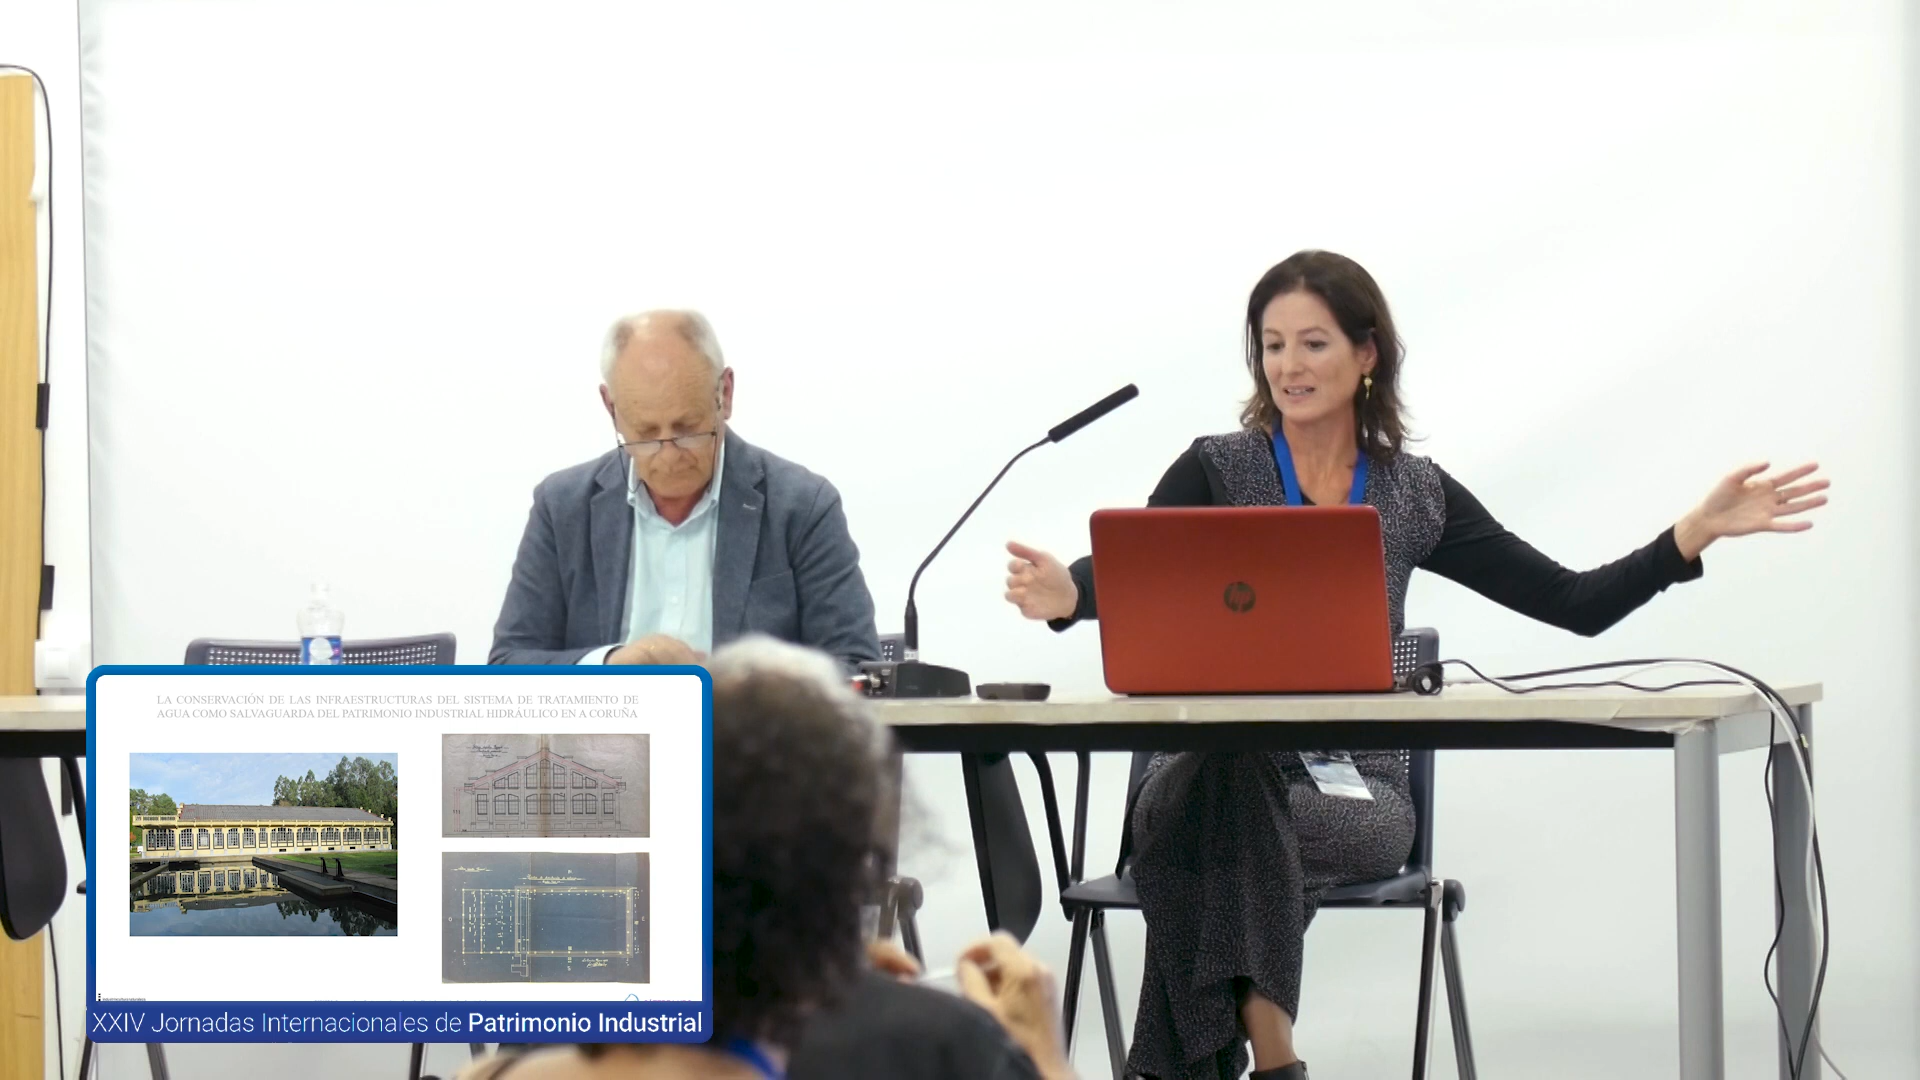 LA CONSERVACIÓN DE LAS INFRAESTRUCTURAS DEL SISTEMA DE TRATAMIENTO DE
AGUA COMO SALVAGUARDA DEL PATRIMONIO INDUSTRIAL HIDRÁULICO EN A CORUÑA
XXIV Jornadas Internacionales de Patrimonio Industrial
hp